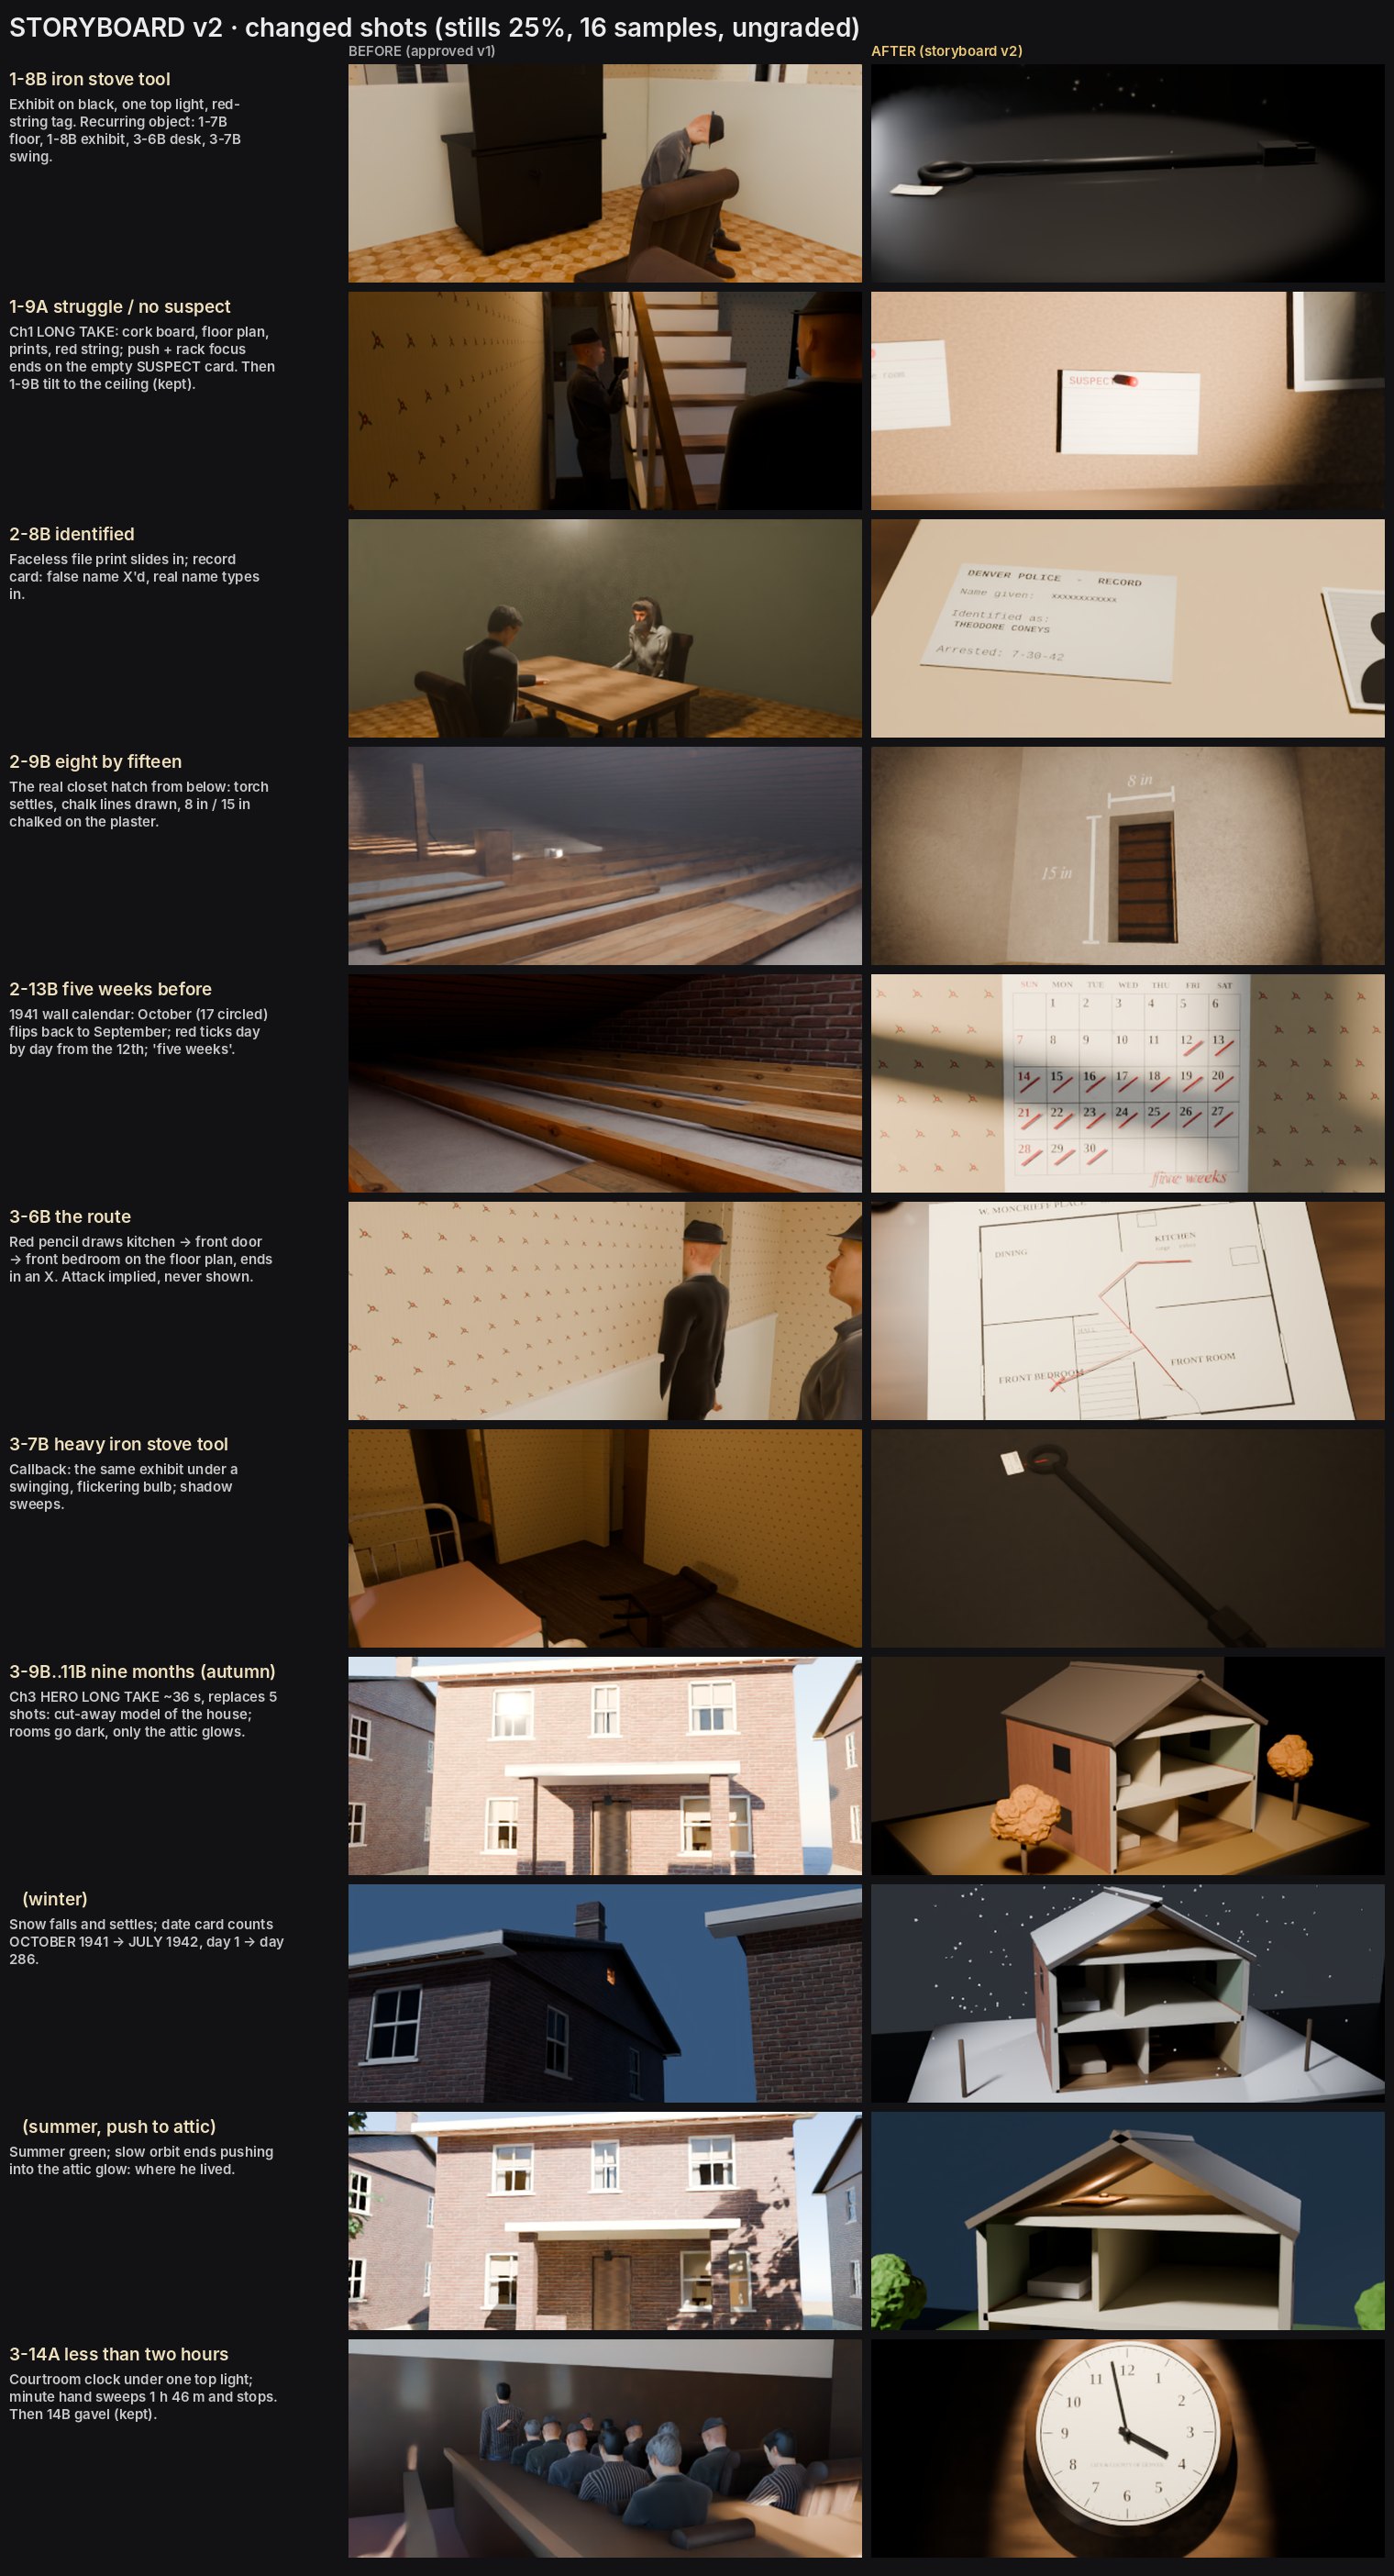 STORYBOARD v2 · changed shots (stills 25%, 16 samples, ungraded)
BEFORE (approved v1)
AFTER (storyboard v2)
1-8B iron stove tool
Exhibit on black, one top light, red-
string tag. Recurring object: 1-7B
floor, 1-8B exhibit, 3-6B desk, 3-7B
swing.
1-9A struggle / no suspect
Ch1 LONG TAKE: cork board, floor plan,
prints, red string; push + rack focus
ends on the empty SUSPECT card. Then
1-9B tilt to the ceiling (kept).
room
SUSPECT
2-8B identified
Faceless file print slides in; record
card: false name X'd, real name types
in.
DENVER POLICE - RECORD
Name given: xxxxxxxxxxxx
Identified as:
THEODORE CONEYS
Arrested: 7-30-42
2-9B eight by fifteen
The real closet hatch from below: torch
settles, chalk lines drawn, 8 in / 15 in
chalked on the plaster.
8 in
15 in
2-13B five weeks before
1941 wall calendar: October (17 circled)
flips back to September; red ticks day
by day from the 12th; 'five weeks'.
SUN MON TUE WED THU FRI SAT
1 2 3 4 5 6
7 8 9 10 11 12 13
14 15 16 17 18 19 20
21 22 23 24 25 26 27
28 29 30
five weeks
3-6B the route
Red pencil draws kitchen → front door
→ front bedroom on the floor plan, ends
in an X. Attack implied, never shown.
W. MONCRIEFF PLACE
KITCHEN
DINING
HALL
FRONT ROOM
FRONT BEDROOM
3-7B heavy iron stove tool
Callback: the same exhibit under a
swinging, flickering bulb; shadow
sweeps.
3-9B..11B nine months (autumn)
Ch3 HERO LONG TAKE ~36 s, replaces 5
shots: cut-away model of the house;
rooms go dark, only the attic glows.
(winter)
Snow falls and settles; date card counts
OCTOBER 1941 → JULY 1942, day 1 → day
286.
(summer, push to attic)
Summer green; slow orbit ends pushing
into the attic glow: where he lived.
3-14A less than two hours
Courtroom clock under one top light;
minute hand sweeps 1 h 46 m and stops.
Then 14B gavel (kept).
12
11 1
10 2
9 3
8 4
7 5
6